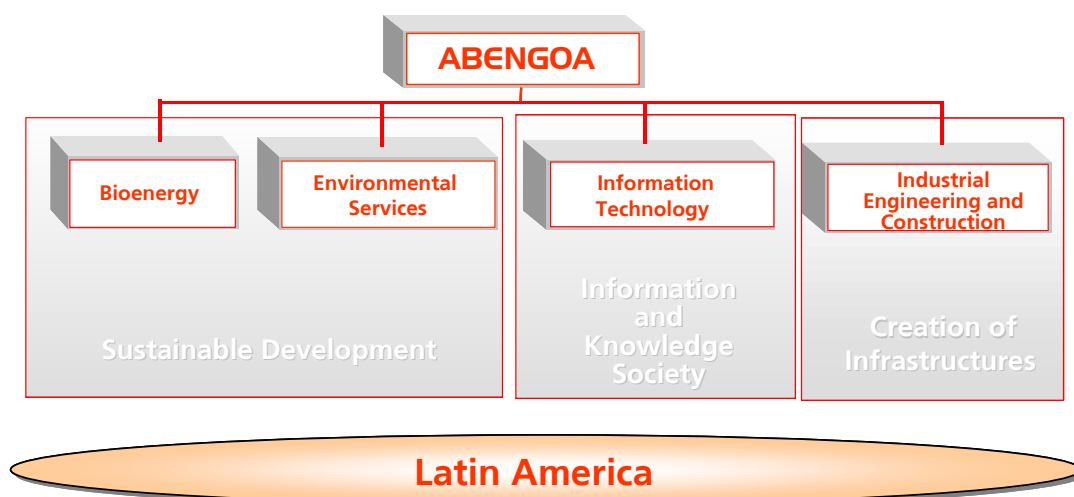 ABENGOA
Bioenergy
Environmental
Services
Information
Technology
Industrial
Engineering and
Construction
Sustainable Development
Information
and
Knowledge
Society
Creation of
Infrastructures
Latin America